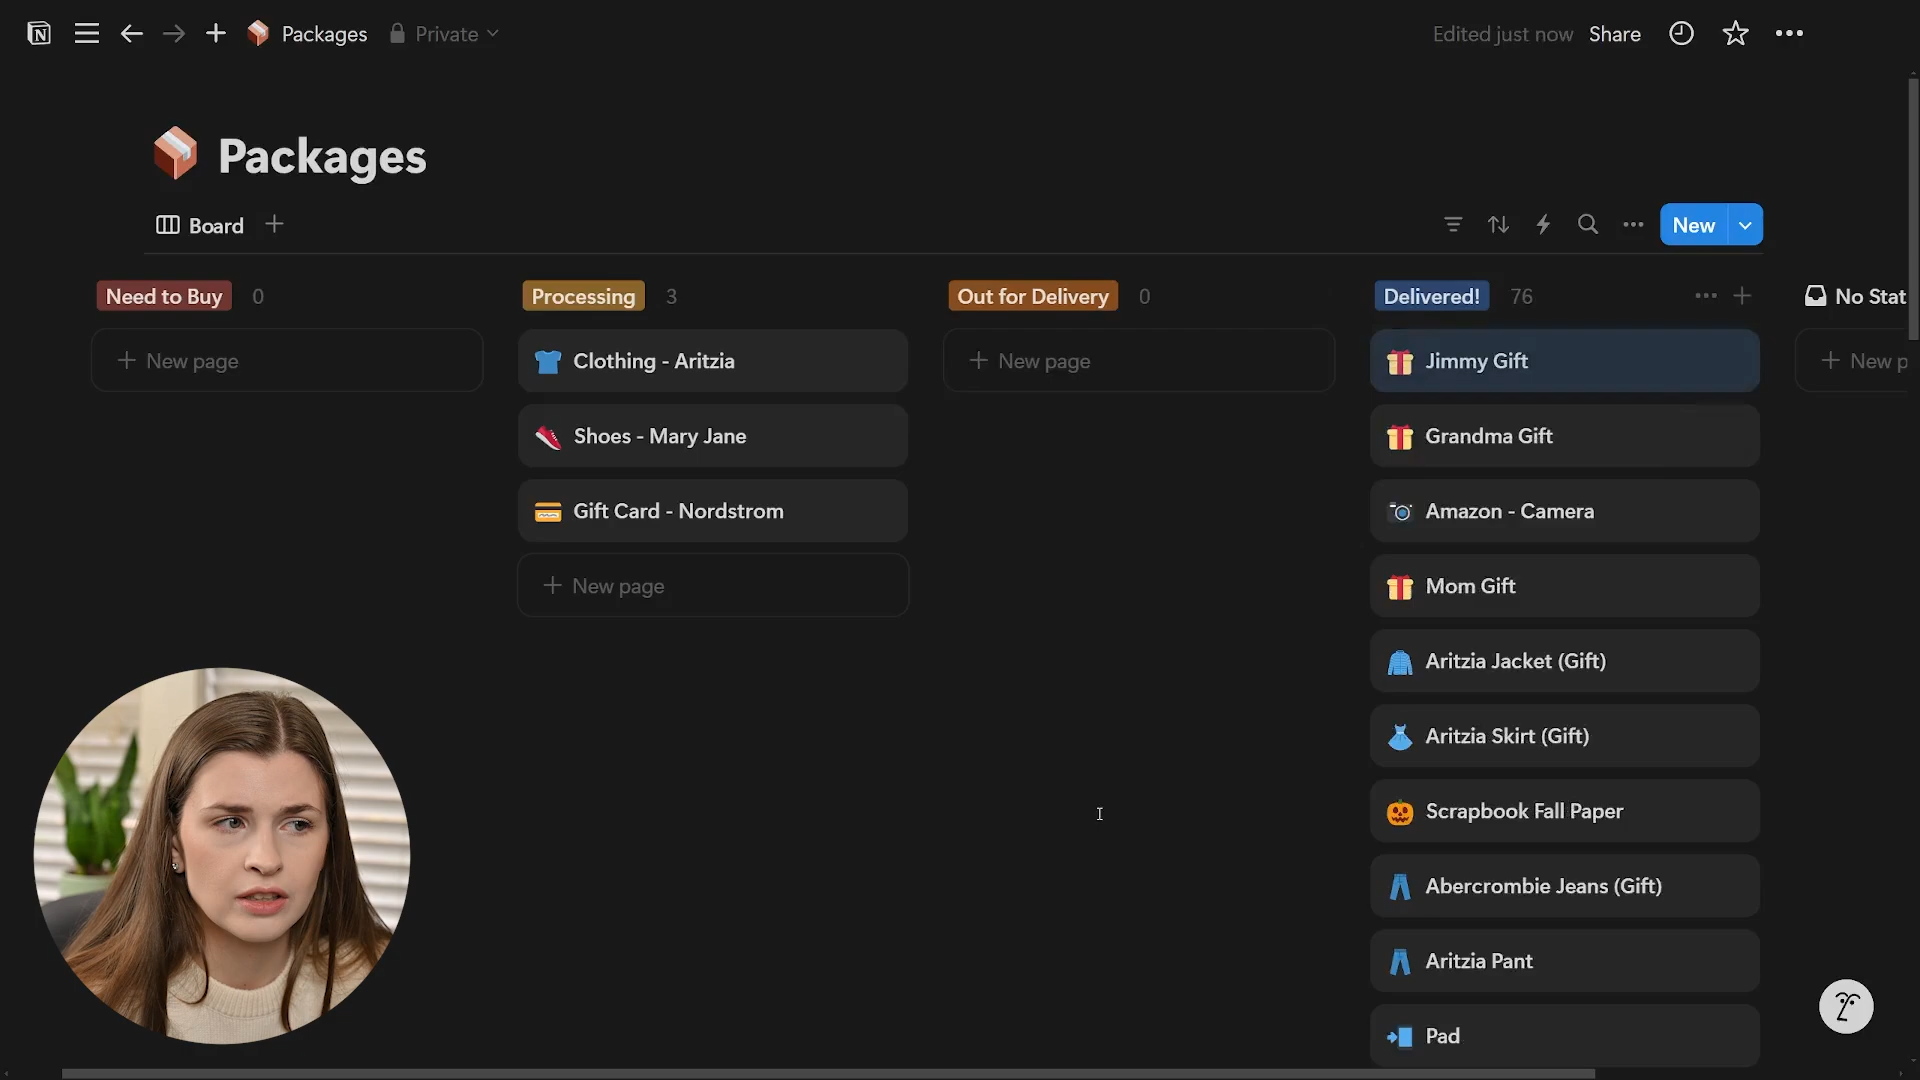 Packages
Private
Edited just now
Share
Packages
Board
New
Need to Buy 0
New page
Processing 3
Clothing - Aritzia
Shoes - Mary Jane
Gift Card - Nordstrom
New page
Out for Delivery 0
New page
Delivered! 76
Jimmy Gift
Grandma Gift
Amazon - Camera
Mom Gift
Aritzia Jacket (Gift)
Aritzia Skirt (Gift)
Scrapbook Fall Paper
Abercrombie Jeans (Gift)
Aritzia Pant
Pad
No Stat
New p